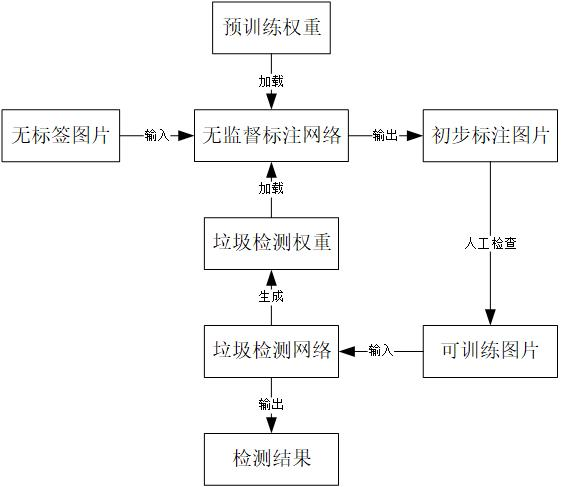 预训练权重
加载
无标签图片
输入
无监督标注网络
输出
初步标注图片
加载
人工检查
垃圾检测权重
生成
垃圾检测网络
输入
可训练图片
输出
检测结果